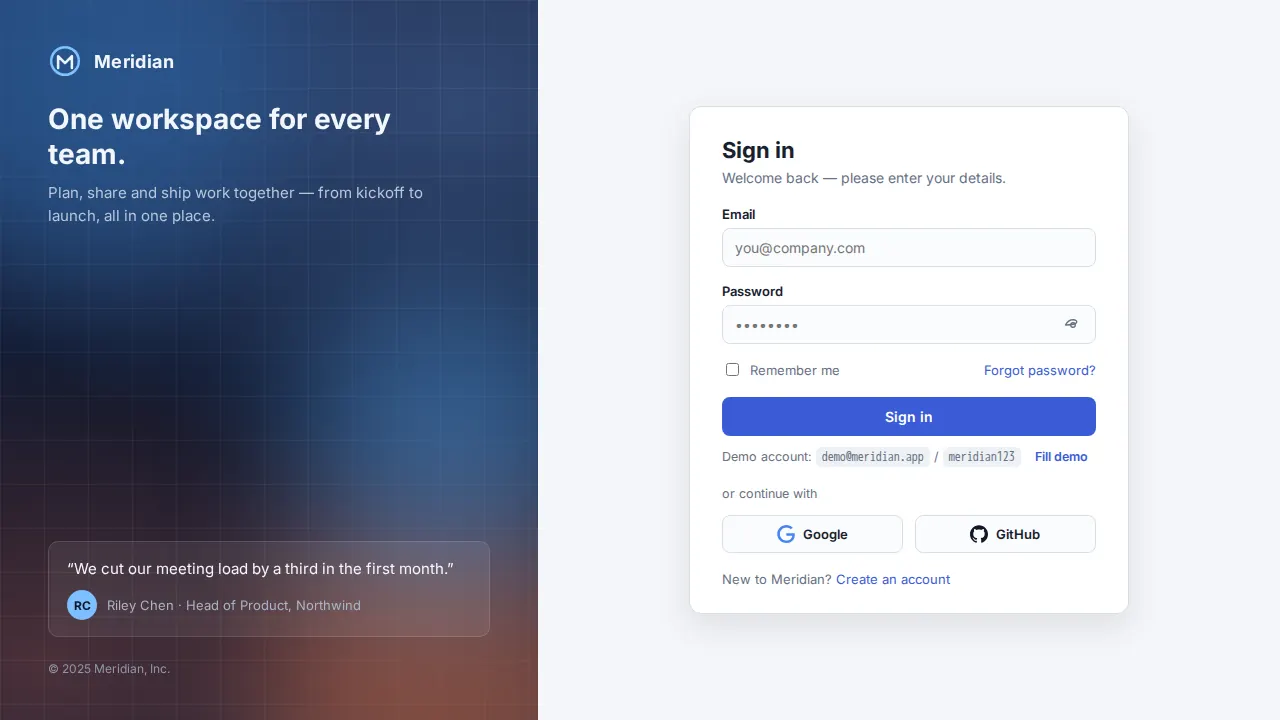 Meridian
One workspace for every
team.
Plan, share and ship work together — from kickoff to
launch, all in one place.
“We cut our meeting load by a third in the first month.”
RC
Riley Chen · Head of Product, Northwind
© 2025 Meridian, Inc.
Sign in
Welcome back — please enter your details.
Email
you@company.com
Password
••••••••
Remember me
Forgot password?
Sign in
Demo account: demo@meridian.app / meridian123 Fill demo
or continue with
Google
GitHub
New to Meridian? Create an account